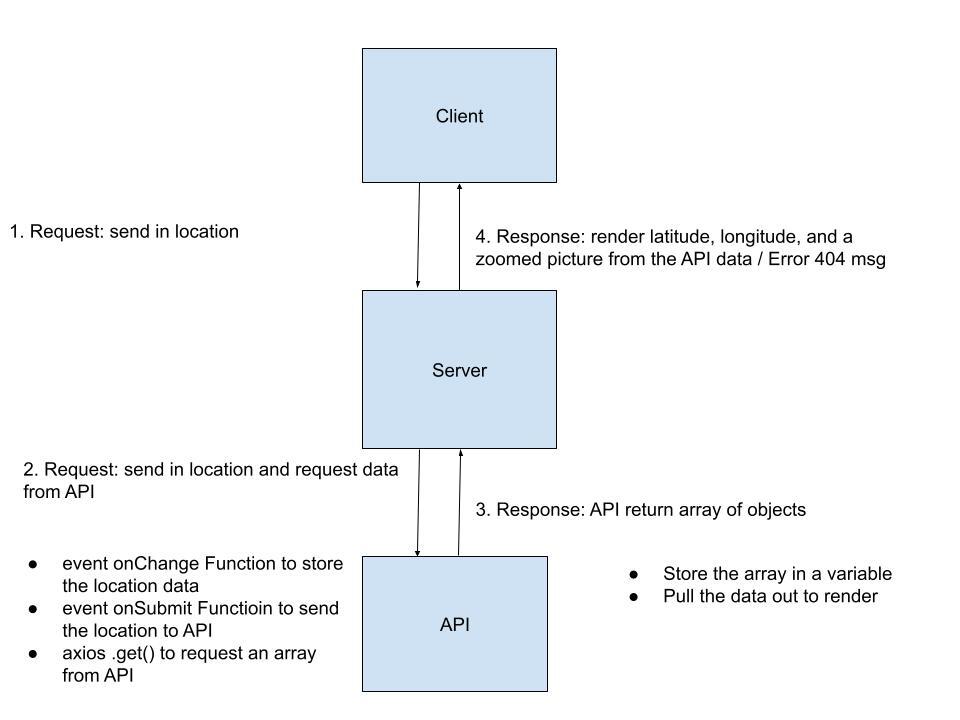 Client
1. Request: send in location
4. Response: render latitude, longitude, and a
zoomed picture from the API data / Error 404 msg
Server
2. Request: send in location and request data
from API
3. Response: API return array of objects
● event onChange Function to store
the location data
● event onSubmit Functioin to send
the location to API
● axios .get() to request an array
from API
API
● Store the array in a variable
● Pull the data out to render